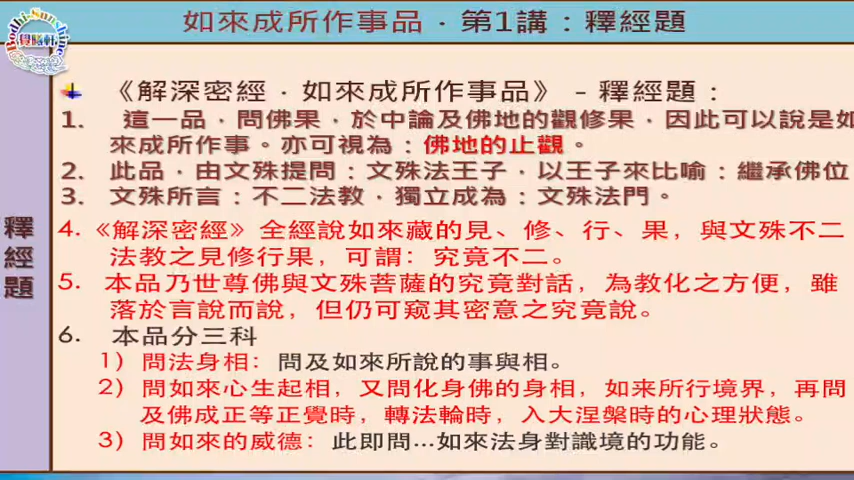 Bodhi-Sunshine
覺曦軒
如來成所作事品．第1講：釋經題
釋經題
《解深密經．如來成所作事品》－釋經題：
1. 這一品．問佛果．於中論及佛地的觀修果．因此可以說是如
來成所作事。亦可視為：佛地的止觀。
2. 此品．由文殊提問：文殊法王子．以王子來比喻：繼承佛位
3. 文殊所言：不二法教．獨立成為：文殊法門。
4. 《解深密經》全經說如來藏的見、修、行、果，與文殊不二
法教之見修行果，可謂：究竟不二。
5. 本品乃世尊佛與文殊菩薩的究竟對話，為教化之方便，雖
落於言說而說，但仍可窺其密意之究竟說。
6. 本品分三科
1）問法身相：問及如來所說的事與相。
2）問如來心生起相，又問化身佛的身相，如来所行境界，再問
及佛成正等正覺時，轉法輪時，入大涅槃時的心理狀態。
3）問如來的威德：此即問…如來法身對識境的功能。